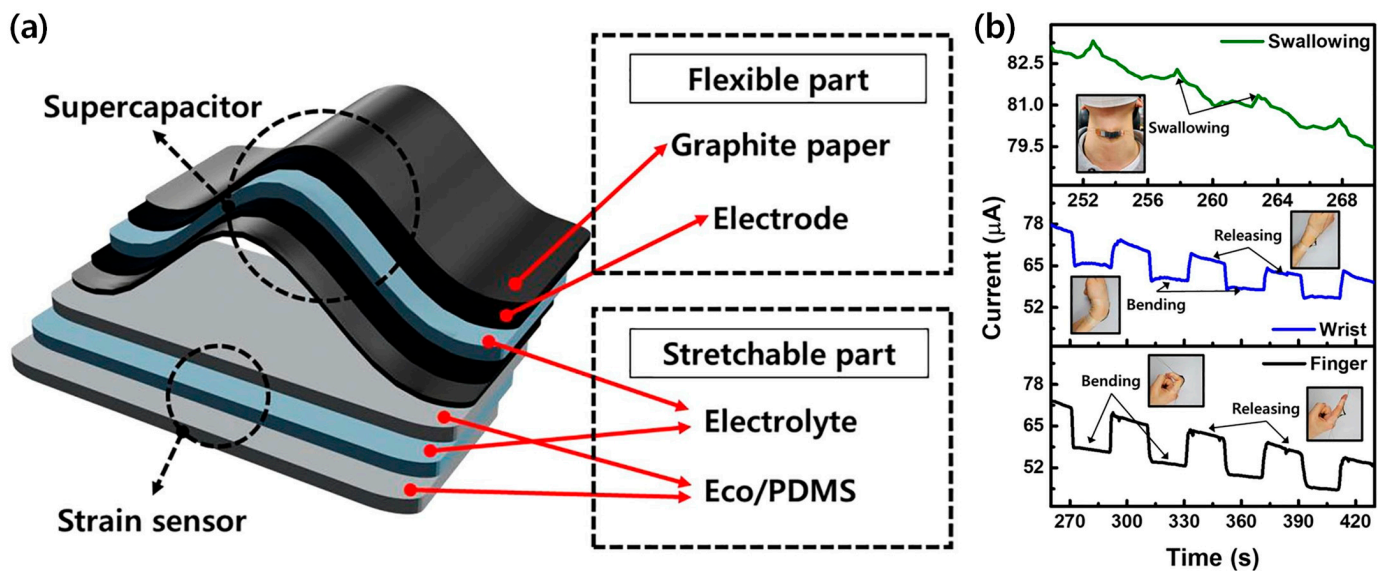 (a)
Supercapacitor
Strain sensor
Flexible part
Graphite paper
Electrode
Stretchable part
Electrolyte
Eco/PDMS
(b)
Current (μA)
Swallowing
82.5
81.0
79.5
Swallowing
252 256 260 264 268
78
65
52
Releasing
Bending
Wrist
Finger
78
65
52
Bending
Releasing
270 300 330 360 390 420
Time (s)